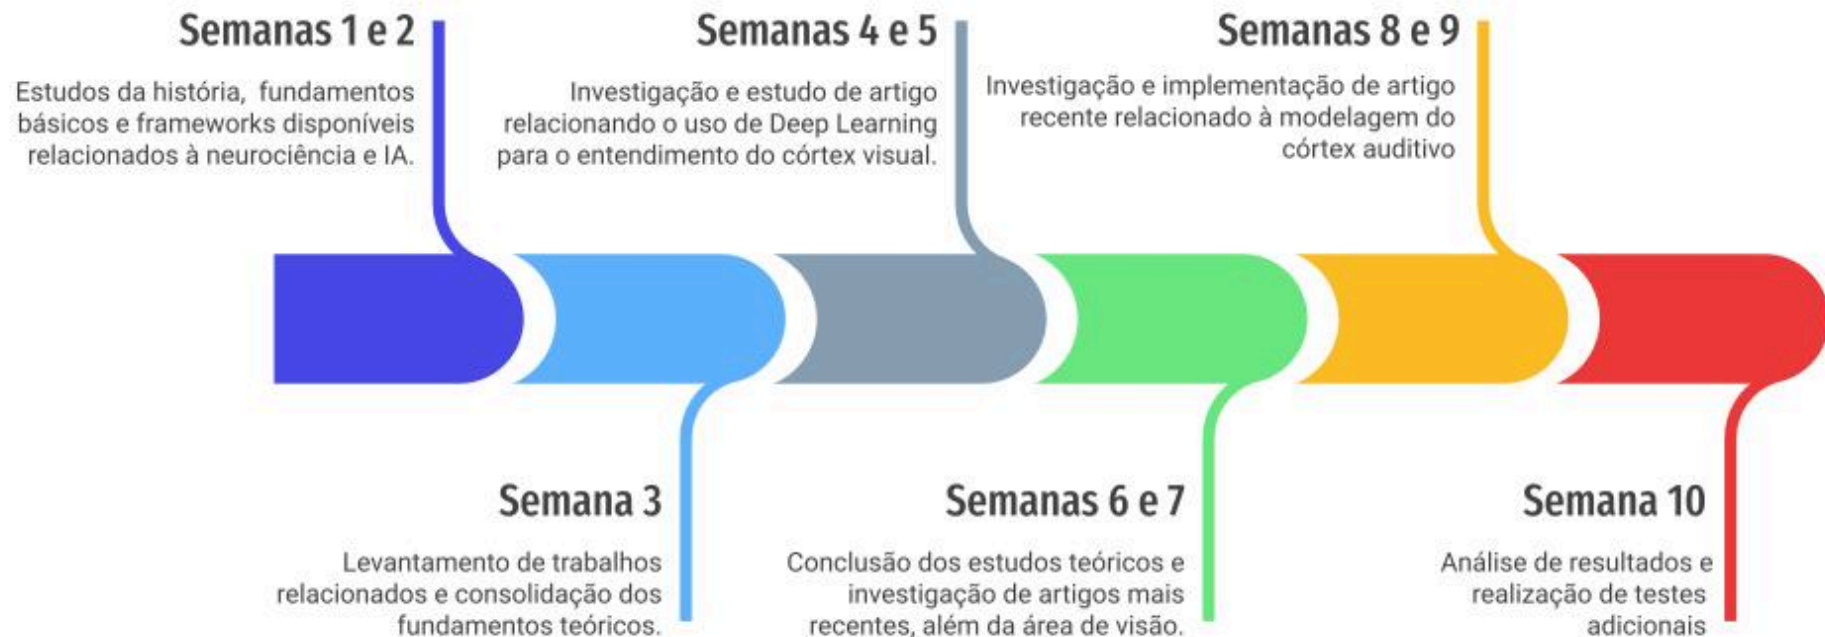 Semanas 1 e 2
Estudos da história, fundamentos
básicos e frameworks disponíveis
relacionados à neurociência e IA.
Semana 3
Levantamento de trabalhos
relacionados e consolidação dos
fundamentos teóricos.
Semanas 4 e 5
Investigação e estudo de artigo
relacionando o uso de Deep Learning
para o entendimento do córtex visual.
Semanas 6 e 7
Conclusão dos estudos teóricos e
investigação de artigos mais
recentes, além da área de visão.
Semanas 8 e 9
Investigação e implementação de artigo
recente relacionado à modelagem do
córtex auditivo
Semana 10
Análise de resultados e
realização de testes
adicionais